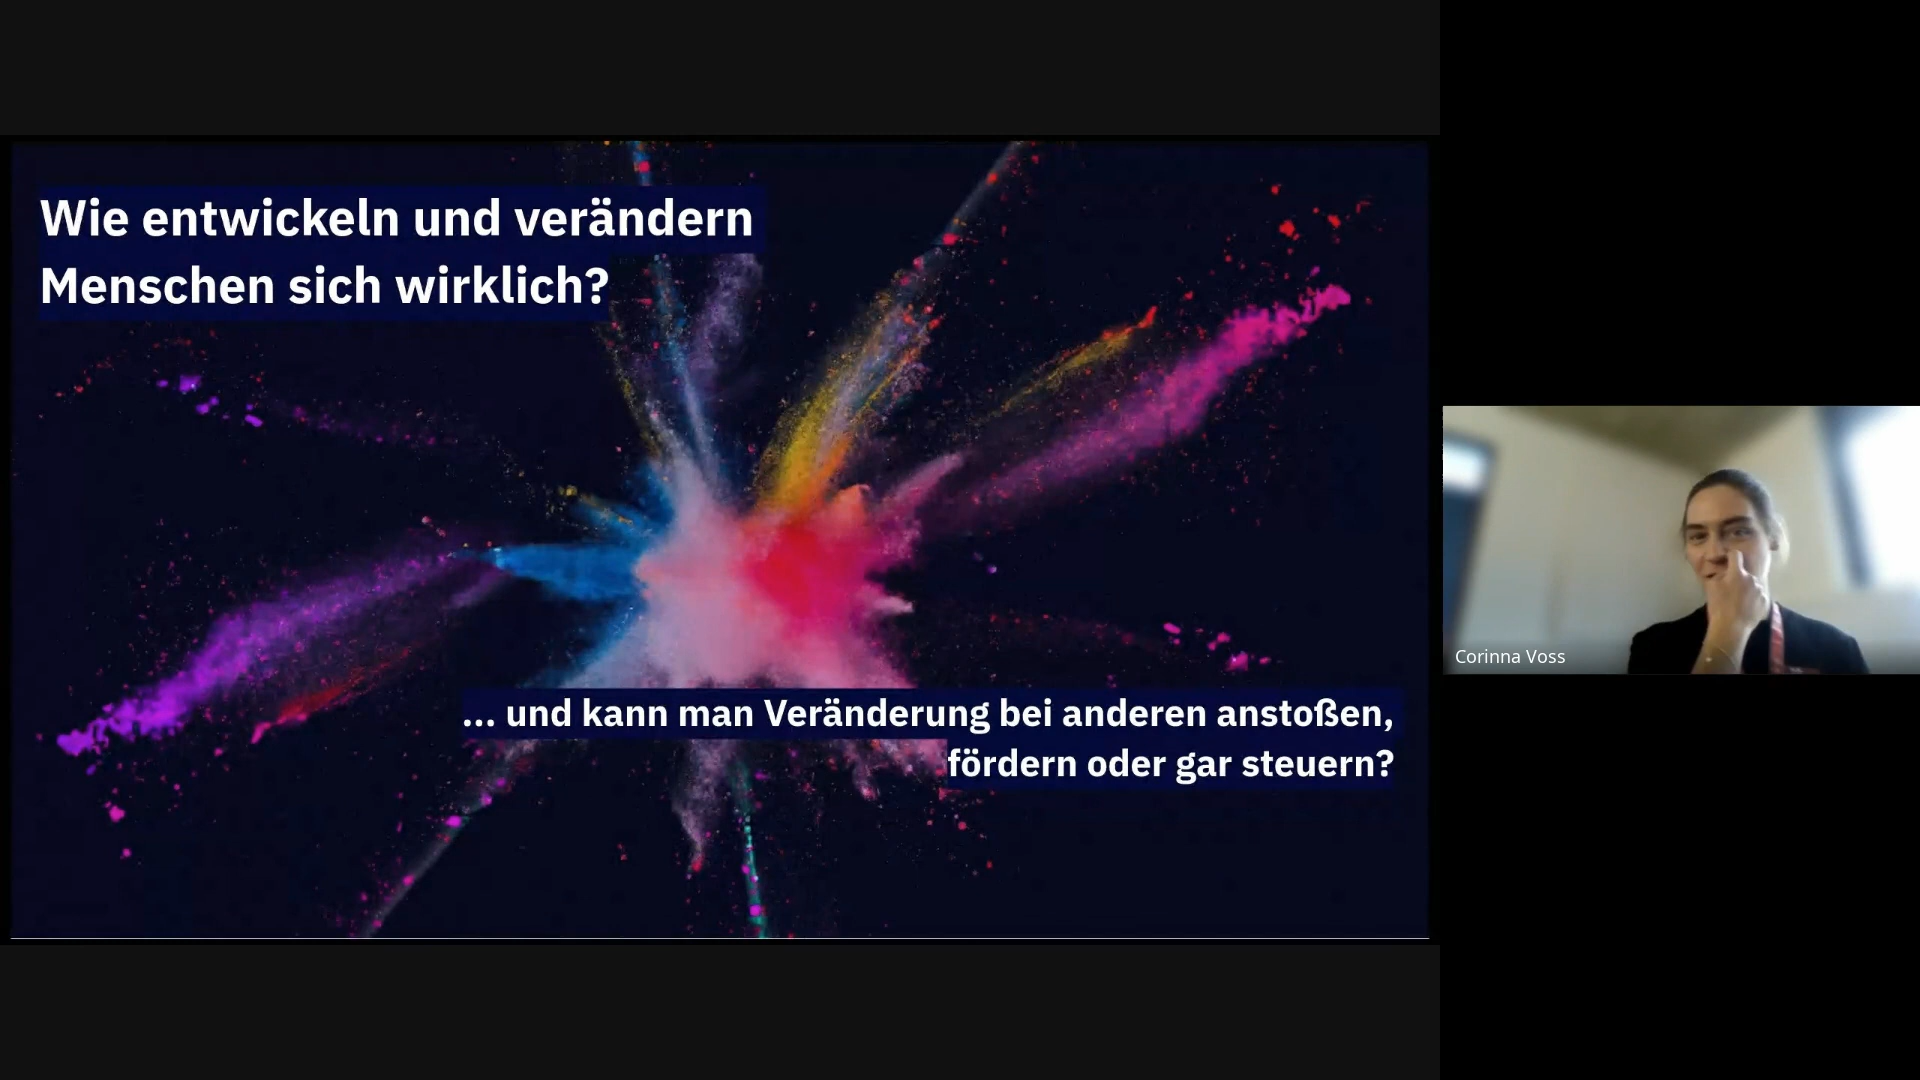 Wie entwickeln und verändern
Menschen sich wirklich?
... und kann man Veränderung bei anderen anstoßen,
fördern oder gar steuern?
Corinna Voss